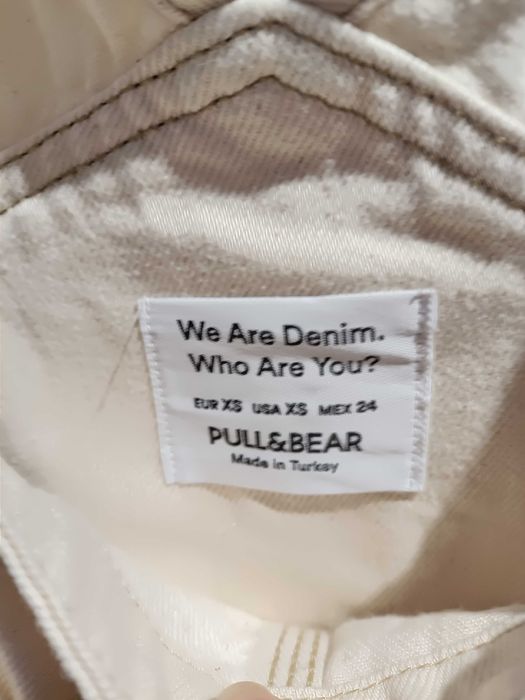 We Are Denim.
Who Are You?
EUR XS USA XS MEX 24
PULL&BEAR
Made in Turkey